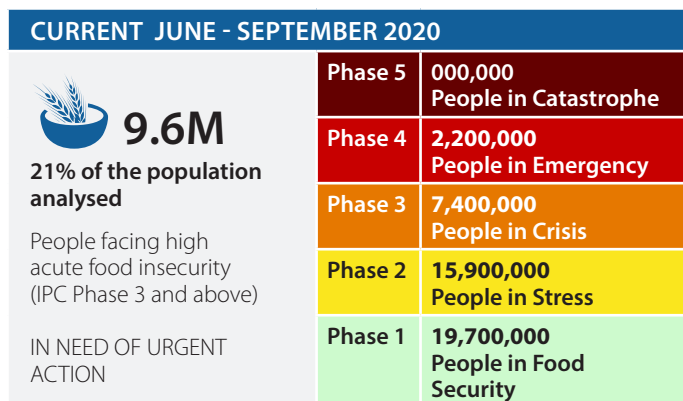 CURRENT JUNE - SEPTEMBER 2020
9.6M
21% of the population
analysed
People facing high
acute food insecurity
(IPC Phase 3 and above)
IN NEED OF URGENT
ACTION
Phase 5
000,000
People in Catastrophe
Phase 4
2,200,000
People in Emergency
Phase 3
7,400,000
People in Crisis
Phase 2
15,900,000
People in Stress
Phase 1
19,700,000
People in Food
Security